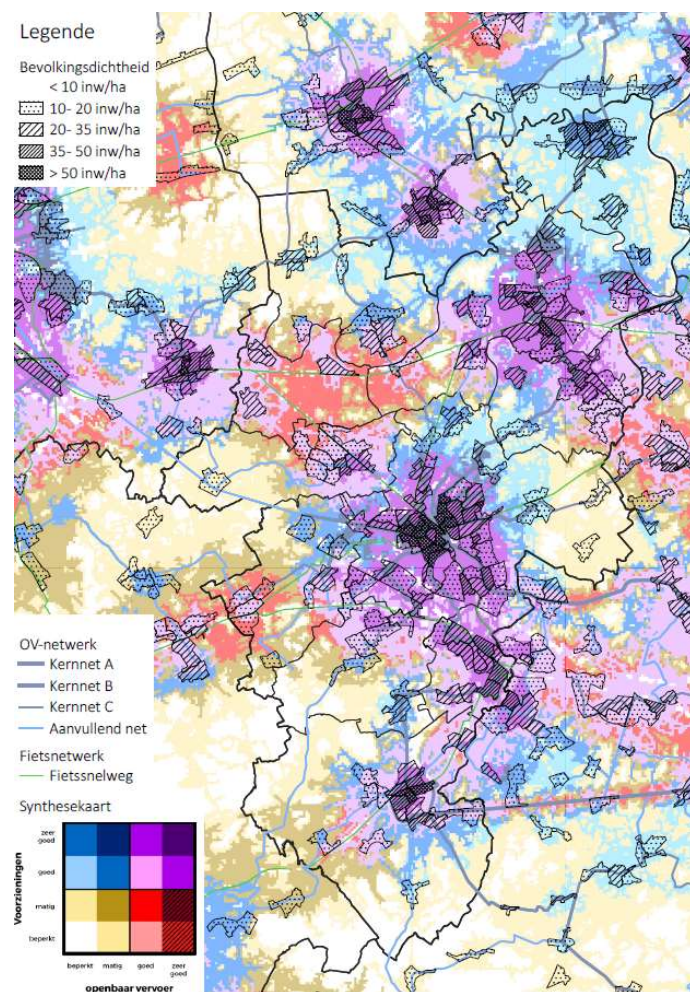 Legende
Bevolkingsdichtheid
< 10 inw/ha
10- 20 inw/ha
20- 35 inw/ha
35- 50 inw/ha
> 50 inw/ha
OV-netwerk
Kernnet A
Kernnet B
Kernnet C
Aanvullend net
Fietsnetwerk
Fietssnelweg
Synthesekaart
Voorzieningen
zeer
goed
goed
matig
beperkt
beperkt
matig
goed
zeer
goed
openbaar vervoer